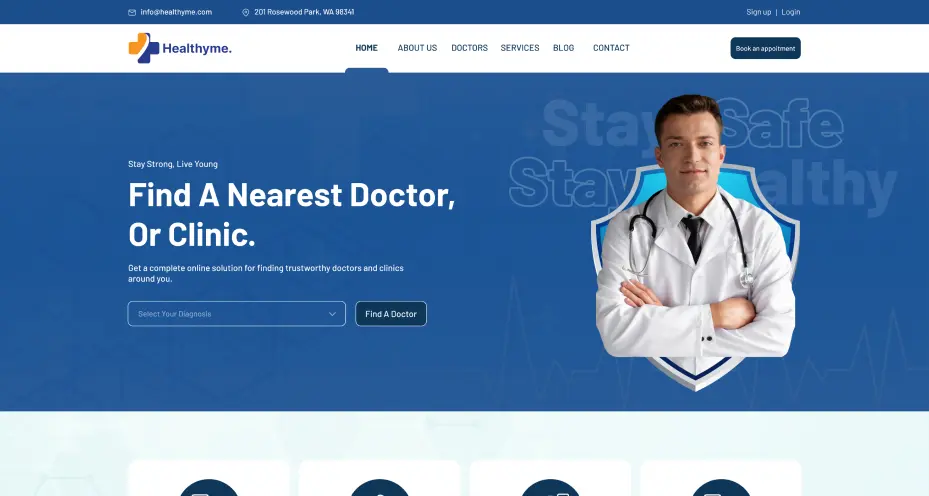 info@healthyme.com
201 Rosewood Park, WA 98341
Sign up | Login
Healthyme.
HOME
ABOUT US
DOCTORS
SERVICES
BLOG
CONTACT
Book an appoitment
Stay Safe
Stay althy
Stay Strong, Live Young
Find A Nearest Doctor,
Or Clinic.
Get a complete online solution for finding trustworthy doctors and clinics
around you.
Select Your Diagnosis
Find A Doctor